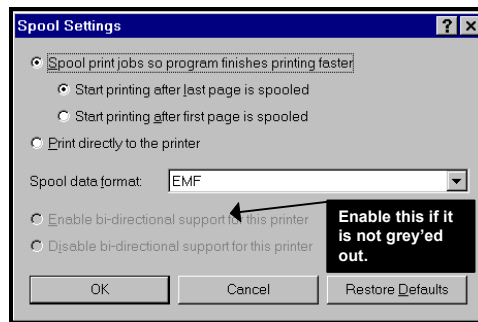 Spool Settings
Spool print jobs so program finishes printing faster
Start printing after last page is spooled
Start printing after first page is spooled
Print directly to the printer
Spool data format: EMF
Enable bi-directional support for this printer
Disable bi-directional support for this printer
Enable this if it
is not grey'ed
out.
OK Cancel Restore Defaults